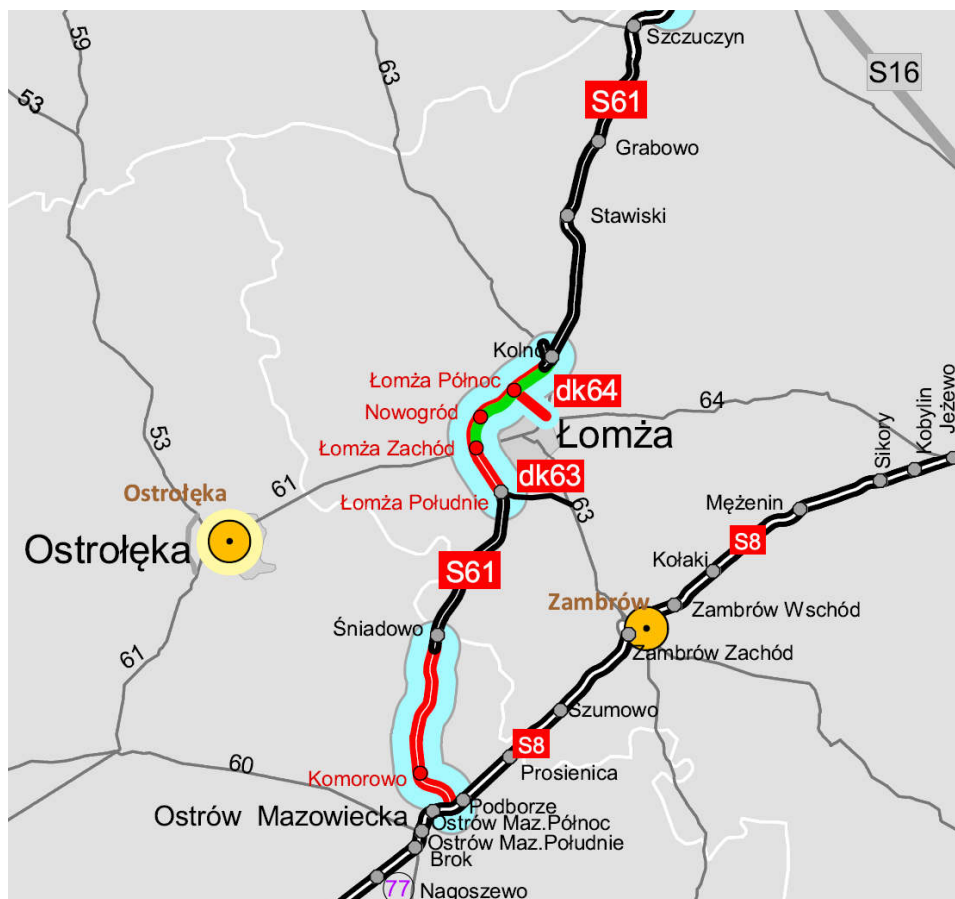 59
63
53
Szczuczyn
S16
S61
Grabowo
Stawiski
Kolno
Łomża Północ
dk64
Nowogród
64
Łomża
Łomża Zachód
53
61
dk63
Łomża Południe
63
Sikory
Kobylin
Jeżewo
Ostrołęka
Ostrołęka
Mężenin
S8
Kołaki
S61
Zambrów
Zambrów Wschód
Śniadowo
Zambrów Zachód
61
Szumowo
S8
60
Komorowo
Prosienica
Podborze
Ostrów Mazowiecka
Ostrów Maz.Północ
Ostrów Maz.Południe
Brok
77
Nagoszewo